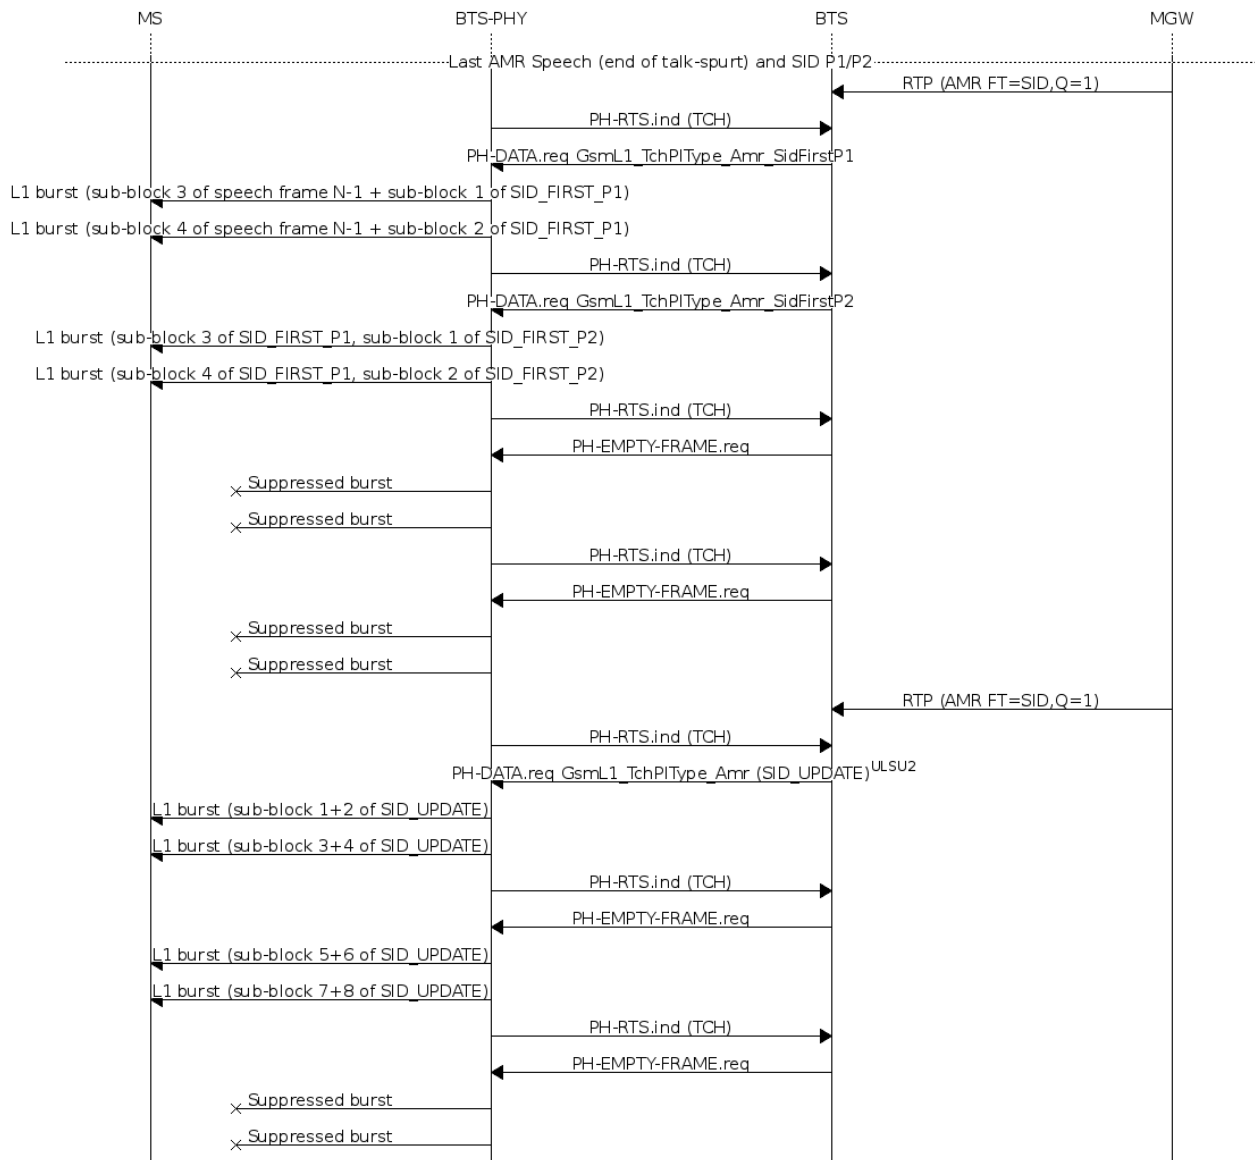 MS BTS-PHY BTS MGW
Last AMR Speech (end of talk-spurt) and SID P1/P2
RTP (AMR FT=SID,Q=1)
PH-RTS.ind (TCH)
PH-DATA.req GsmL1_TchPlType_Amr_SidFirstP1
L1 burst (sub-block 3 of speech frame N-1 + sub-block 1 of SID_FIRST_P1)
L1 burst (sub-block 4 of speech frame N-1 + sub-block 2 of SID_FIRST_P1)
PH-RTS.ind (TCH)
PH-DATA.req GsmL1_TchPlType_Amr_SidFirstP2
L1 burst (sub-block 3 of SID_FIRST_P1, sub-block 1 of SID_FIRST_P2)
L1 burst (sub-block 4 of SID_FIRST_P1, sub-block 2 of SID_FIRST_P2)
PH-RTS.ind (TCH)
PH-EMPTY-FRAME.req
Suppressed burst
Suppressed burst
PH-RTS.ind (TCH)
PH-EMPTY-FRAME.req
Suppressed burst
Suppressed burst
RTP (AMR FT=SID,Q=1)
PH-RTS.ind (TCH)
PH-DATA.req GsmL1_TchPlType_Amr (SID_UPDATE)ULSU2
L1 burst (sub-block 1+2 of SID_UPDATE)
L1 burst (sub-block 3+4 of SID_UPDATE)
PH-RTS.ind (TCH)
PH-EMPTY-FRAME.req
L1 burst (sub-block 5+6 of SID_UPDATE)
L1 burst (sub-block 7+8 of SID_UPDATE)
PH-RTS.ind (TCH)
PH-EMPTY-FRAME.req
Suppressed burst
Suppressed burst